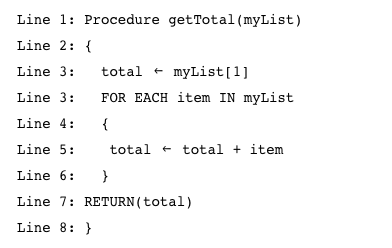 Line 1: Procedure getTotal(myList)
Line 2: {
Line 3:   total ← myList[1]
Line 3:   FOR EACH item IN myList
Line 4:   {
Line 5:    total ← total + item
Line 6:   }
Line 7: RETURN(total)
Line 8: }